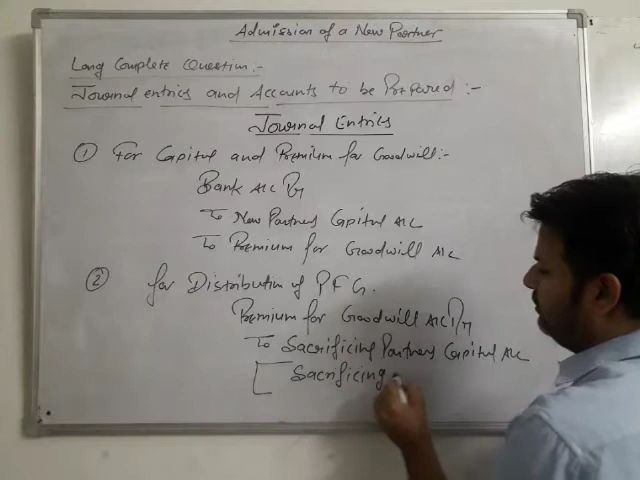 Admission of a New Partner
Long Complete Question:-
Journal entries and Accounts to be Prepared:-
Journal Entries
① For Capital and Premium for Goodwill:-
Bank A/c Dr
To New Partners Capital A/c
To Premium for Goodwill A/c
② for Distribution of P F G.
Premium for Goodwill A/c Dr
To Sacrificing Partners Capital A/c
[ Sacrificing